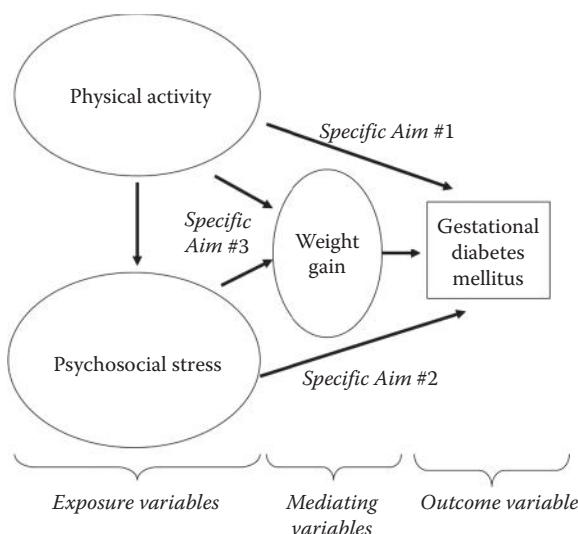 Physical activity
Specific Aim #1
Specific
Aim #3
Weight
gain
Gestational
diabetes
mellitus
Psychosocial stress
Specific Aim #2
Exposure variables
Mediating
variables
Outcome variable